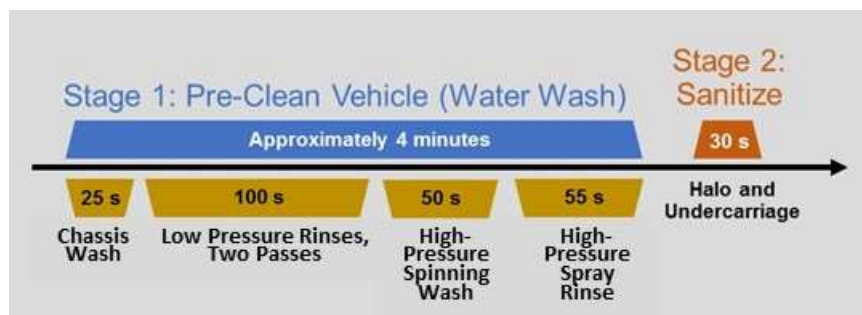 Stage 1: Pre-Clean Vehicle (Water Wash)
Stage 2:
Sanitize
Approximately 4 minutes
30 s
25 s
100 s
50 s
55 s
Chassis
Wash
Low Pressure Rinses,
Two Passes
High-
Pressure
Spinning
Wash
High-
Pressure
Spray
Rinse
Halo and
Undercarriage